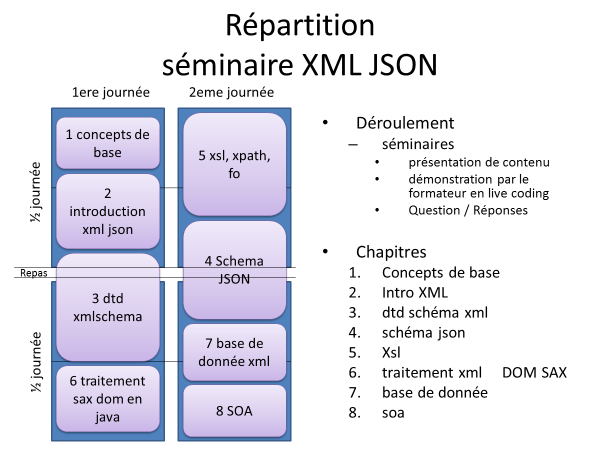 Répartition
séminaire XML JSON
1ere journée
2eme journée
½ journée
Repas
½ journée
1 concepts de
base
2
introduction
xml json
3 dtd
xmlschema
6 traitement
sax dom en
java
5 xsl, xpath,
fo
4 Schema
JSON
7 base de
donnée xml
8 SOA
• Déroulement
– séminaires
• présentation de contenu
• démonstration par le
formateur en live coding
• Question / Réponses
• Chapitres
1. Concepts de base
2. Intro XML
3. dtd schéma xml
4. schéma json
5. Xsl
6. traitement xml DOM SAX
7. base de donnée
8. soa